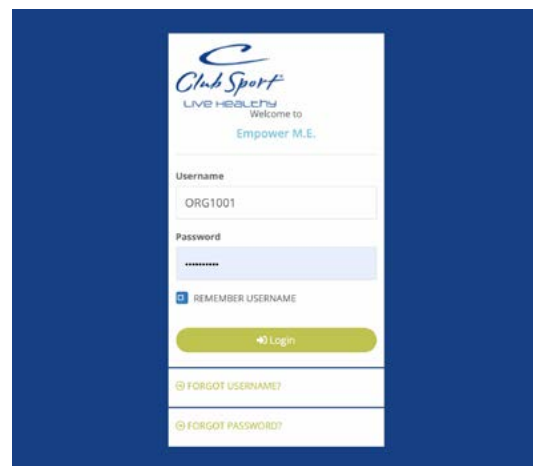 Club Sport
LIVE HEALTHY
Welcome to
Empower M.E.
Username
ORG1001
Password
••••••••••
REMEMBER USERNAME
Login
FORGOT USERNAME?
FORGOT PASSWORD?